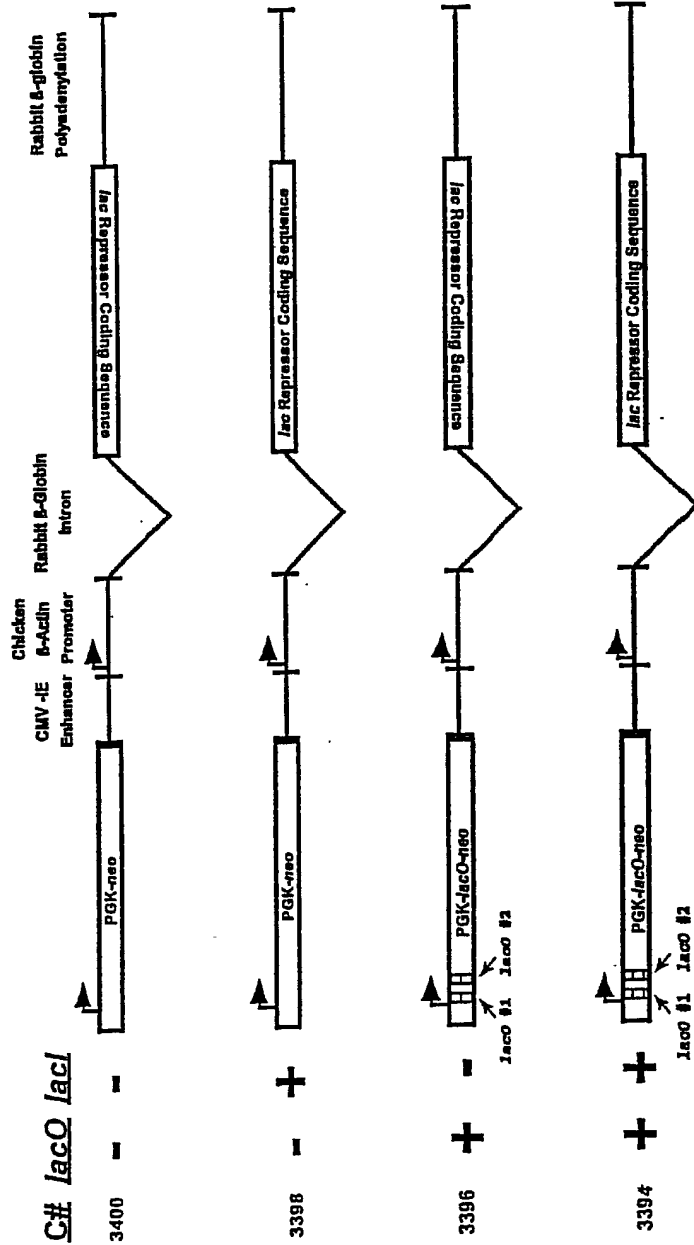 C# lacO lacI
CMV-IE Enhancer
Chicken ß-Actin Promoter
Rabbit ß-Globin Intron
Rabbit ß-globin Polyadenylation
3400 - - PGK-neo lac Repressor Coding Sequence
3398 - + PGK-neo lac Repressor Coding Sequence
3396 + - PGK-lacO-neo lac Repressor Coding Sequence
lacO #1 lacO #2
3394 + + PGK-lacO-neo lac Repressor Coding Sequence
lacO #1 lacO #2